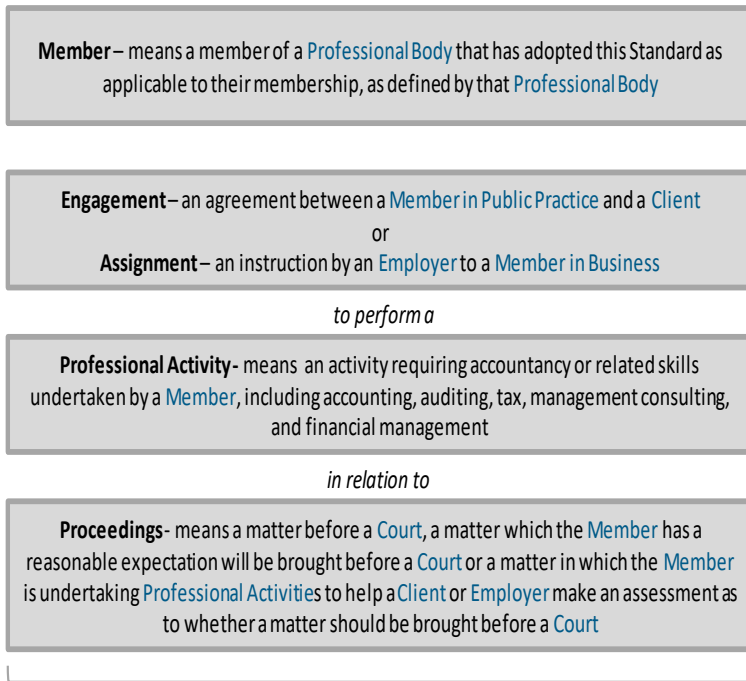 Member – means a member of a Professional Body that has adopted this Standard as
applicable to their membership, as defined by that Professional Body
Engagement – an agreement between a Member in Public Practice and a Client
or
Assignment – an instruction by an Employer to a Member in Business
to perform a
Professional Activity - means an activity requiring accountancy or related skills
undertaken by a Member, including accounting, auditing, tax, management consulting,
and financial management
in relation to
Proceedings - means a matter before a Court, a matter which the Member has a
reasonable expectation will be brought before a Court or a matter in which the Member
is undertaking Professional Activities to help a Client or Employer make an assessment as
to whether a matter should be brought before a Court